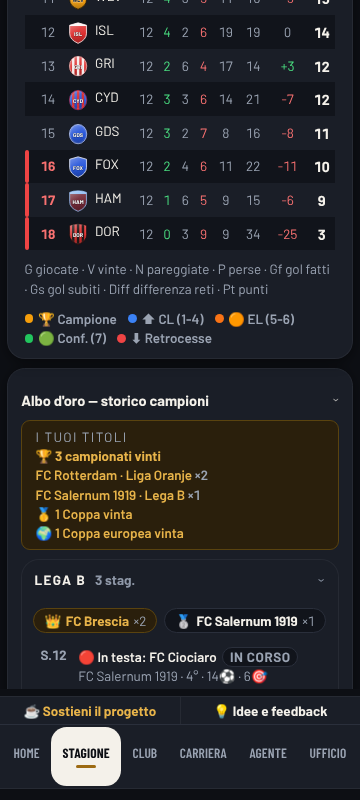 12 ISL 12 4 2 6 19 19 0 14
13 GRI 12 2 6 4 17 14 +3 12
14 CYD 12 3 3 6 14 21 -7 12
15 GDS 12 3 2 7 8 16 -8 11
16 FOX 12 2 4 6 11 22 -11 10
17 HAM 12 1 6 5 9 15 -6 9
18 DOR 12 0 3 9 9 34 -25 3
G giocate · V vinte · N pareggiate · P perse · Gf gol fatti
· Gs gol subiti · Diff differenza reti · Pt punti
🏆 Campione ⬆ CL (1-4) 🟠 EL (5-6)
🟢 Conf. (7) ⬇ Retrocesse
Albo d'oro — storico campioni
I TUOI TITOLI
🏆 3 campionati vinti
FC Rotterdam · Liga Oranje ×2
FC Salernum 1919 · Lega B ×1
🥇 1 Coppa vinta
🌍 1 Coppa europea vinta
LEGA B 3 stag.
👑 FC Brescia ×2 🥈 FC Salernum 1919 ×1
S.12 🔴 In testa: FC Ciociaro IN CORSO
FC Salernum 1919 · 4° · 14⚽ · 6🎯
☕ Sostieni il progetto 💡 Idee e feedback
HOME STAGIONE CLUB CARRIERA AGENTE UFFICIO